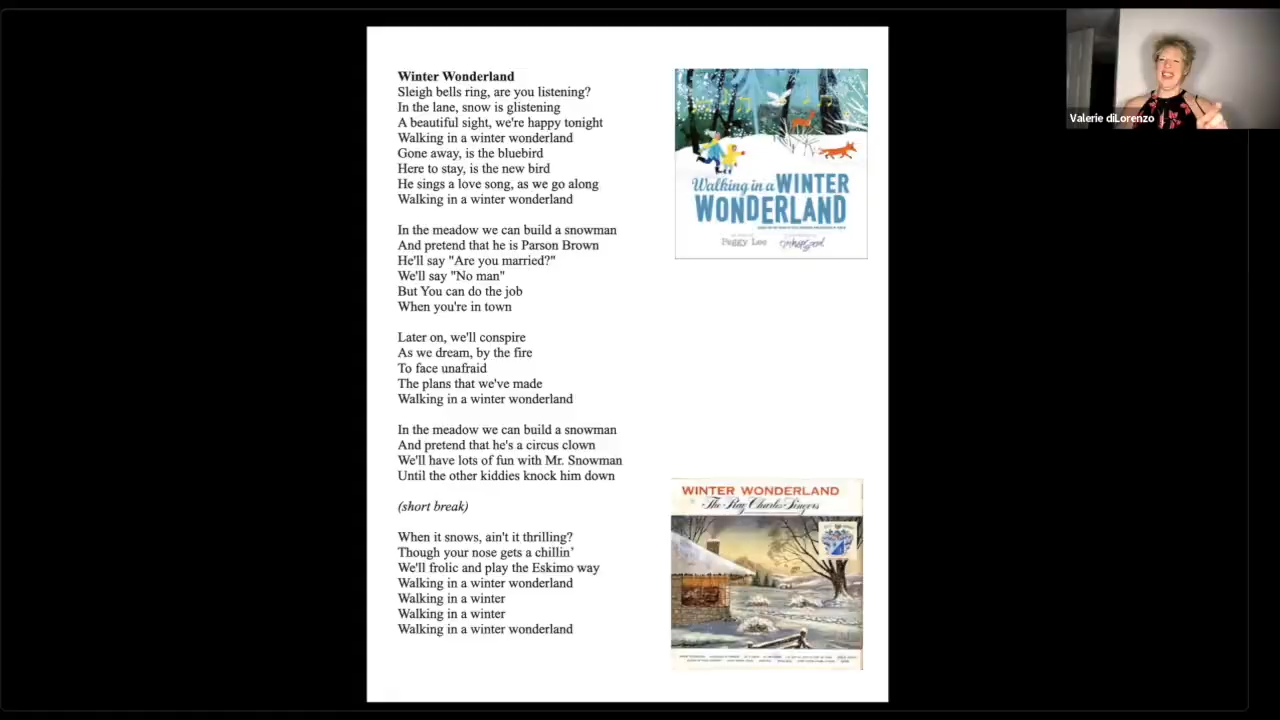 Winter Wonderland
Sleigh bells ring, are you listening?
In the lane, snow is glistening
A beautiful sight, we're happy tonight
Walking in a winter wonderland
Gone away, is the bluebird
Here to stay, is the new bird
He sings a love song, as we go along
Walking in a winter wonderland
In the meadow we can build a snowman
And pretend that he is Parson Brown
He'll say "Are you married?"
We'll say "No man"
But You can do the job
When you're in town
Later on, we'll conspire
As we dream, by the fire
To face unafraid
The plans that we've made
Walking in a winter wonderland
In the meadow we can build a snowman
And pretend that he's a circus clown
We'll have lots of fun with Mr. Snowman
Until the other kiddies knock him down
(short break)
When it snows, ain't it thrilling?
Though your nose gets a chillin'
We'll frolic and play the Eskimo way
Walking in a winter wonderland
Walking in a winter
Walking in a winter
Walking in a winter wonderland
Walking in a WINTER
WONDERLAND
Peggy Lee
WINTER WONDERLAND
The Ray Charles Singers
Valerie diLorenzo